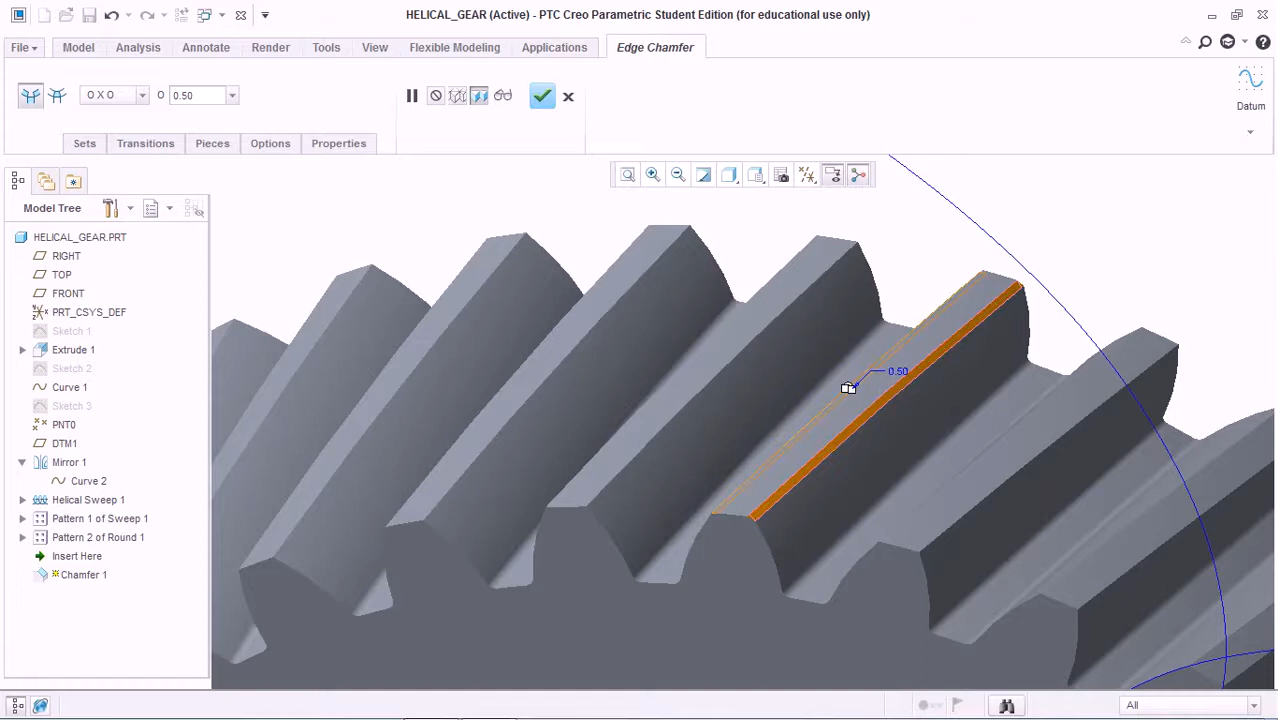 HELICAL_GEAR (Active) - PTC Creo Parametric Student Edition (for educational use only)
File Model Analysis Annotate Render Tools View Flexible Modeling Applications Edge Chamfer
O X O O 0.50
Datum
Sets Transitions Pieces Options Properties
Model Tree
HELICAL_GEAR.PRT
RIGHT
TOP
FRONT
PRT_CSYS_DEF
Sketch 1
Extrude 1
Sketch 2
Curve 1
Sketch 3
PNT0
DTM1
Mirror 1
Curve 2
Helical Sweep 1
Pattern 1 of Sweep 1
Pattern 2 of Round 1
Insert Here
Chamfer 1
0.50
All